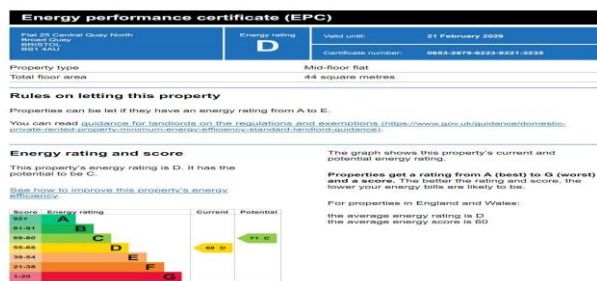 Energy performance certificate (EPC)
Flat 25 Central Quay North
Broad Quay
BRISTOL
BS1 4AU
Energy rating
D
Valid until:
21 February 2029
Certificate number:
0653-2879-6223-9221-3235
Property type
Mid-floor flat
Total floor area
44 square metres
Rules on letting this property
Properties can be let if they have an energy rating from A to E.
You can read guidance for landlords on the regulations and exemptions (https://www.gov.uk/guidance/domestic-
private-rented-property-minimum-energy-efficiency-standard-landlord-guidance).
Energy rating and score
This property's energy rating is D. It has the
potential to be C.
See how to improve this property's energy
efficiency.
Score Energy rating Current Potential
92+ A
81-91 B
69-80 C 71 C
55-68 D 68 D
39-54 E
21-38 F
1-20 G
The graph shows this property's current and
potential energy rating.
Properties get a rating from A (best) to G (worst)
and a score. The better the rating and score, the
lower your energy bills are likely to be.
For properties in England and Wales:
the average energy rating is D
the average energy score is 60